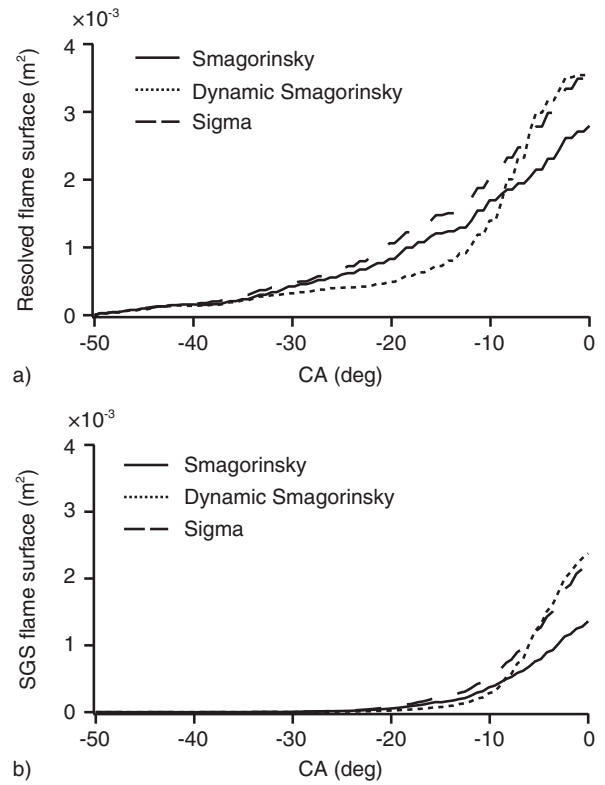 ×10⁻³
4
3
2
1
0
Resolved flame surface (m²)
Smagorinsky
Dynamic Smagorinsky
Sigma
-50 -40 -30 -20 -10 0
a) CA (deg)
×10⁻³
4
3
2
1
0
SGS flame surface (m²)
Smagorinsky
Dynamic Smagorinsky
Sigma
-50 -40 -30 -20 -10 0
b) CA (deg)